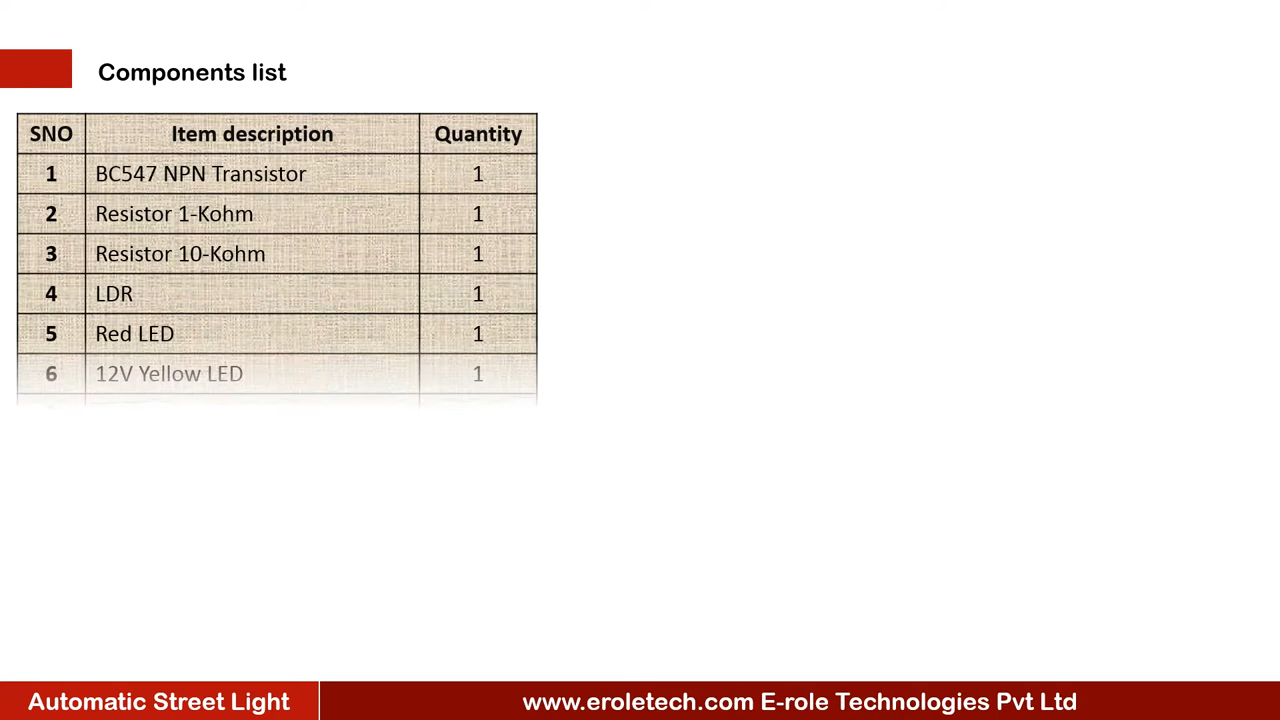 Components list
SNO Item description Quantity
1 BC547 NPN Transistor 1
2 Resistor 1-Kohm 1
3 Resistor 10-Kohm 1
4 LDR 1
5 Red LED 1
6 12V Yellow LED 1
Automatic Street Light www.eroletech.com E-role Technologies Pvt Ltd